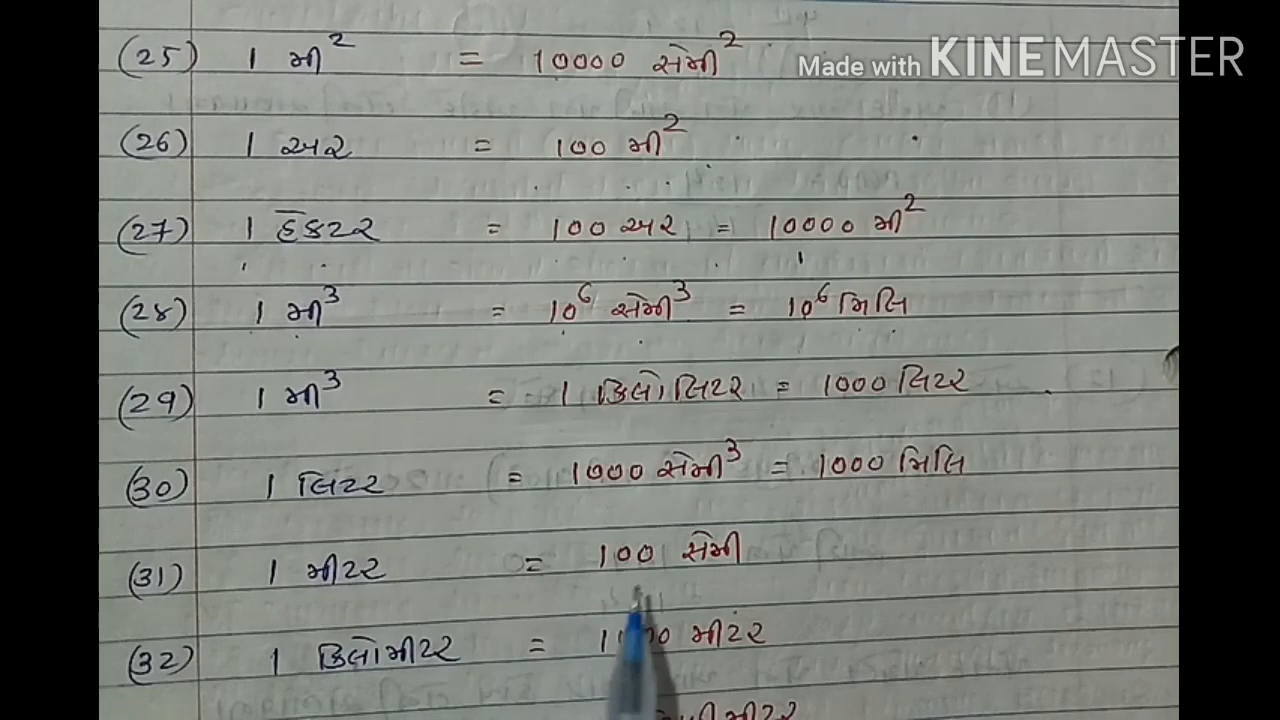 Made with KINEMASTER
(25) 1 મી² = 10000 સેમી²
(26) 1 અર = 100 મી²
(27) 1 હેકટર = 100 અર = 10000 મી²
(28) 1 મી³ = 10⁶ સેમી³ = 10⁶ મિલિ
(29) 1 મી³ = 1 કિલોલિટર = 1000 લિટર
(30) 1 લિટર = 1000 સેમી³ = 1000 મિલિ
(31) 1 મીટર = 100 સેમી
(32) 1 કિલોમીટર = મીટર